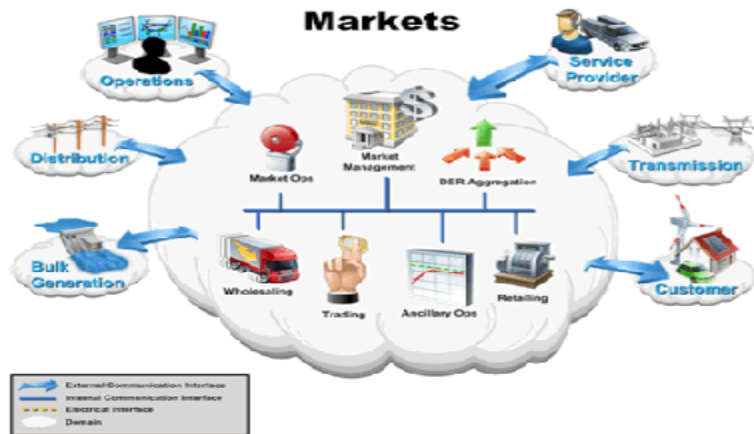 Markets
Operations
Service
Provider
Distribution
Transmission
Market Ops
Market
Management
DER Aggregation
Bulk
Generation
Wholesaling
Trading
Ancillary Ops
Retailing
Customer
External Communication Interface
Internal Communication Interface
Electrical Interface
Domain